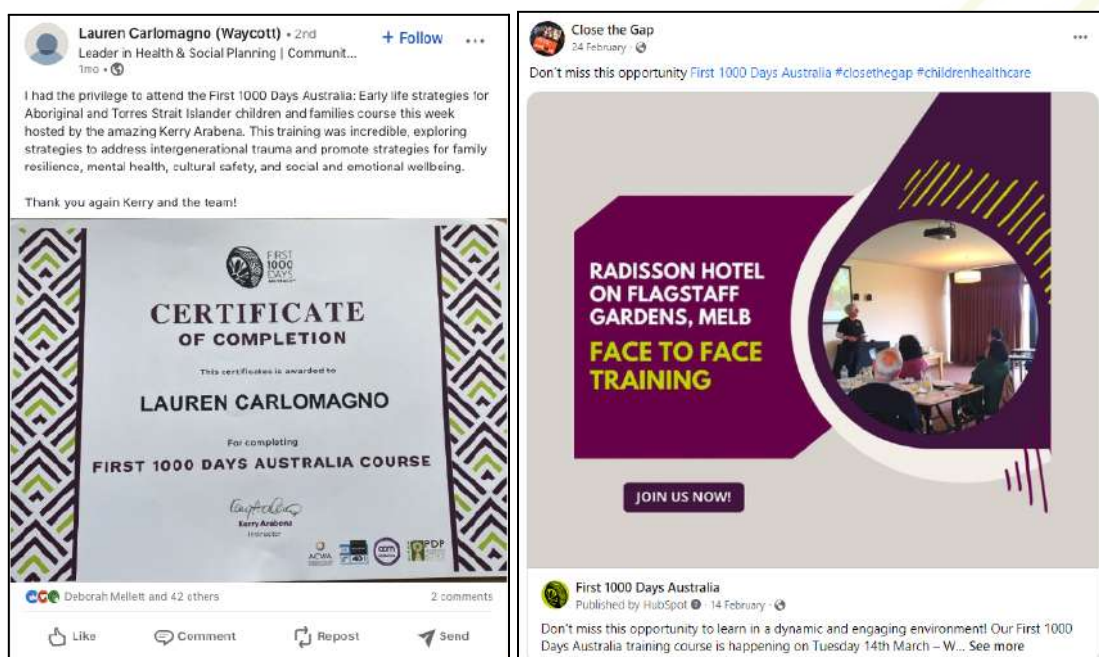 Lauren Carlomagno (Waycott) • 2nd
+ Follow ...
Leader in Health & Social Planning | Communit...
1mo •
I had the privilege to attend the First 1000 Days Australia: Early life strategies for
Aboriginal and Torres Strait Islander children and families course this week
hosted by the amazing Kerry Arabena. This training was incredible, exploring
strategies to address intergenerational trauma and promote strategies for family
resilience, mental health, cultural safety, and social and emotional wellbeing.
Thank you again Kerry and the team!
FIRST
1000
DAYS
AUSTRALIA
CERTIFICATE
OF COMPLETION
This certificates is awarded to
LAUREN CARLOMAGNO
For completing
FIRST 1000 DAYS AUSTRALIA COURSE
Kerry Arabena
Instructor
ACWA
PDP
Deborah Mellett and 42 others
2 comments
Like
Comment
Repost
Send
Close the Gap
24 February ·
...
Don't miss this opportunity First 1000 Days Australia #closethegap #childrenhealthcare
RADISSON HOTEL
ON FLAGSTAFF
GARDENS, MELB
FACE TO FACE
TRAINING
JOIN US NOW!
First 1000 Days Australia
Published by HubSpot · 14 February ·
Don't miss this opportunity to learn in a dynamic and engaging environment! Our First 1000
Days Australia training course is happening on Tuesday 14th March – W... See more